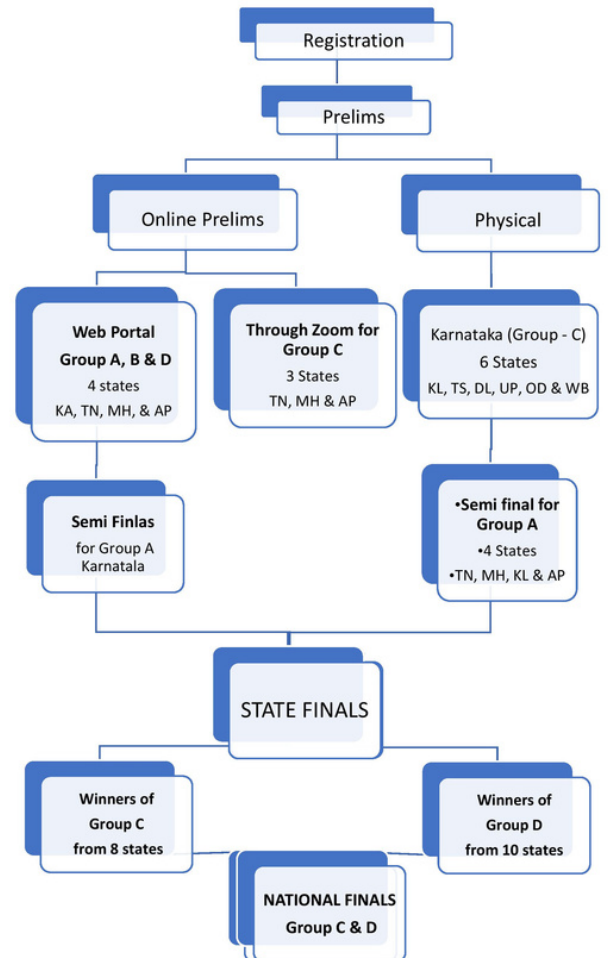 Registration
Prelims
Online Prelims
Physical
Web Portal
Group A, B & D
4 states
KA, TN, MH, & AP
Through Zoom for
Group C
3 States
TN, MH & AP
Karnataka (Group - C)
6 States
KL, TS, DL, UP, OD & WB
Semi Finlas
for Group A
Karnatala
•Semi final for
Group A
•4 States
•TN, MH, KL & AP
STATE FINALS
Winners of
Group C
from 8 states
Winners of
Group D
from 10 states
NATIONAL FINALS
Group C & D